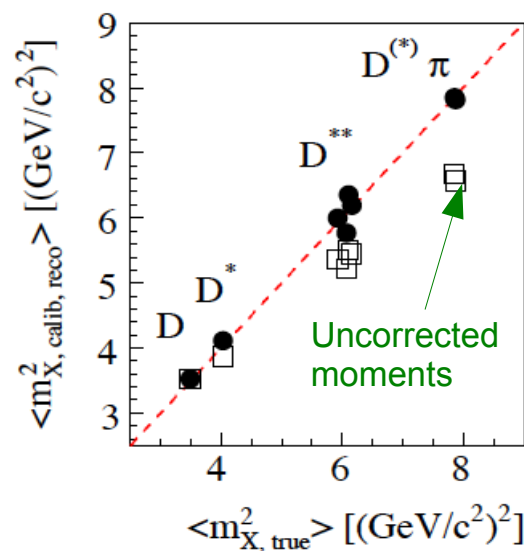 <m²X, calib, reco> [(GeV/c²)²]
9
8
7
6
5
4
3
D(*) π
D**
D*
D
Uncorrected
moments
4
6
8
<m²X, true> [(GeV/c²)²]